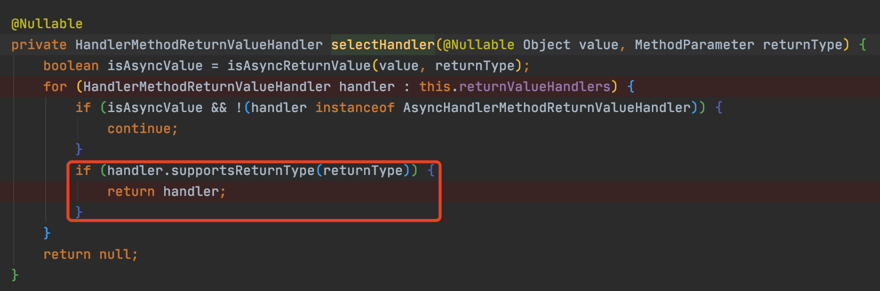 @Nullable
private HandlerMethodReturnValueHandler selectHandler(@Nullable Object value, MethodParameter returnType) {
    boolean isAsyncValue = isAsyncReturnValue(value, returnType);
    for (HandlerMethodReturnValueHandler handler : this.returnValueHandlers) {
        if (isAsyncValue && !(handler instanceof AsyncHandlerMethodReturnValueHandler)) {
            continue;
        }
        if (handler.supportsReturnType(returnType)) {
            return handler;
        }
    }
    return null;
}